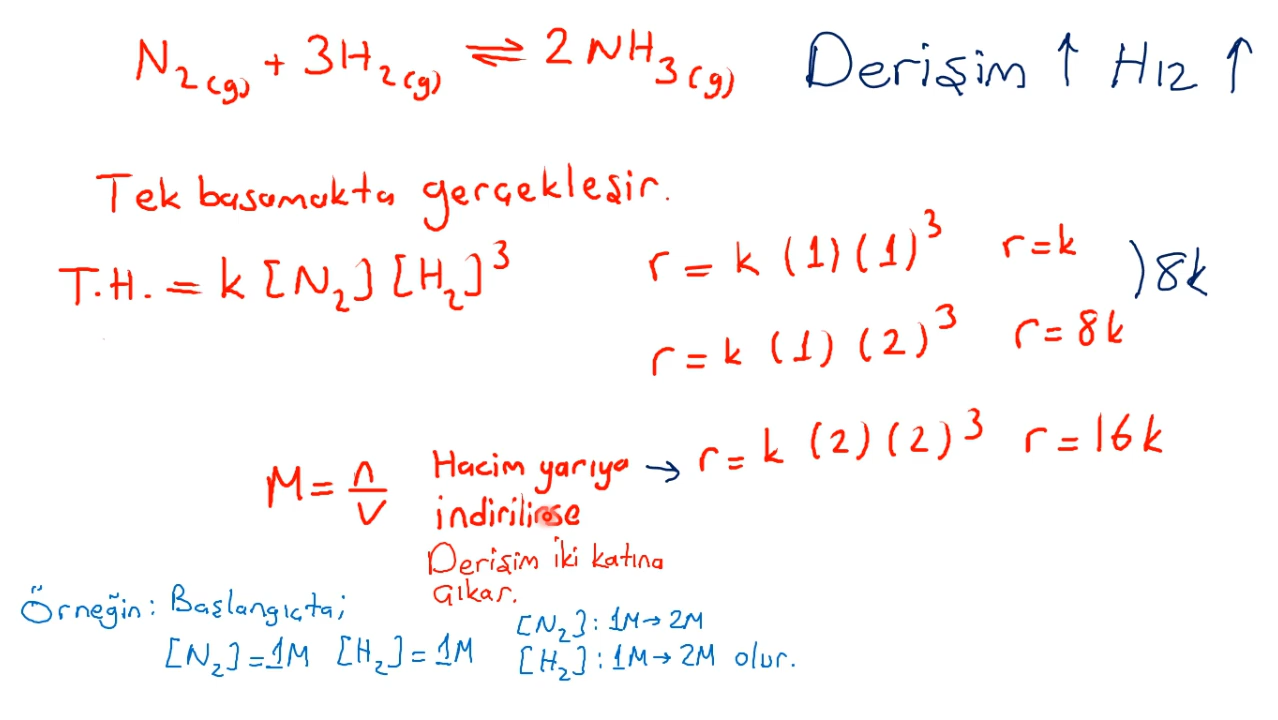 N₂(g) + 3H₂(g) ⇌ 2NH₃(g) Derişim ↑ Hız ↑
Tek basamakta gerçekleşir.
T.H. = k [N₂] [H₂]³
r = k (1) (1)³ r = k
) 8k
r = k (1) (2)³ r = 8k
M = n/V
Hacim yarıya → r = k (2) (2)³ r = 16k
indirilirse
Derişim iki katına
çıkar.
Örneğin: Başlangıçta;
[N₂] = 1M [H₂] = 1M
[N₂] : 1M → 2M
[H₂] : 1M → 2M olur.